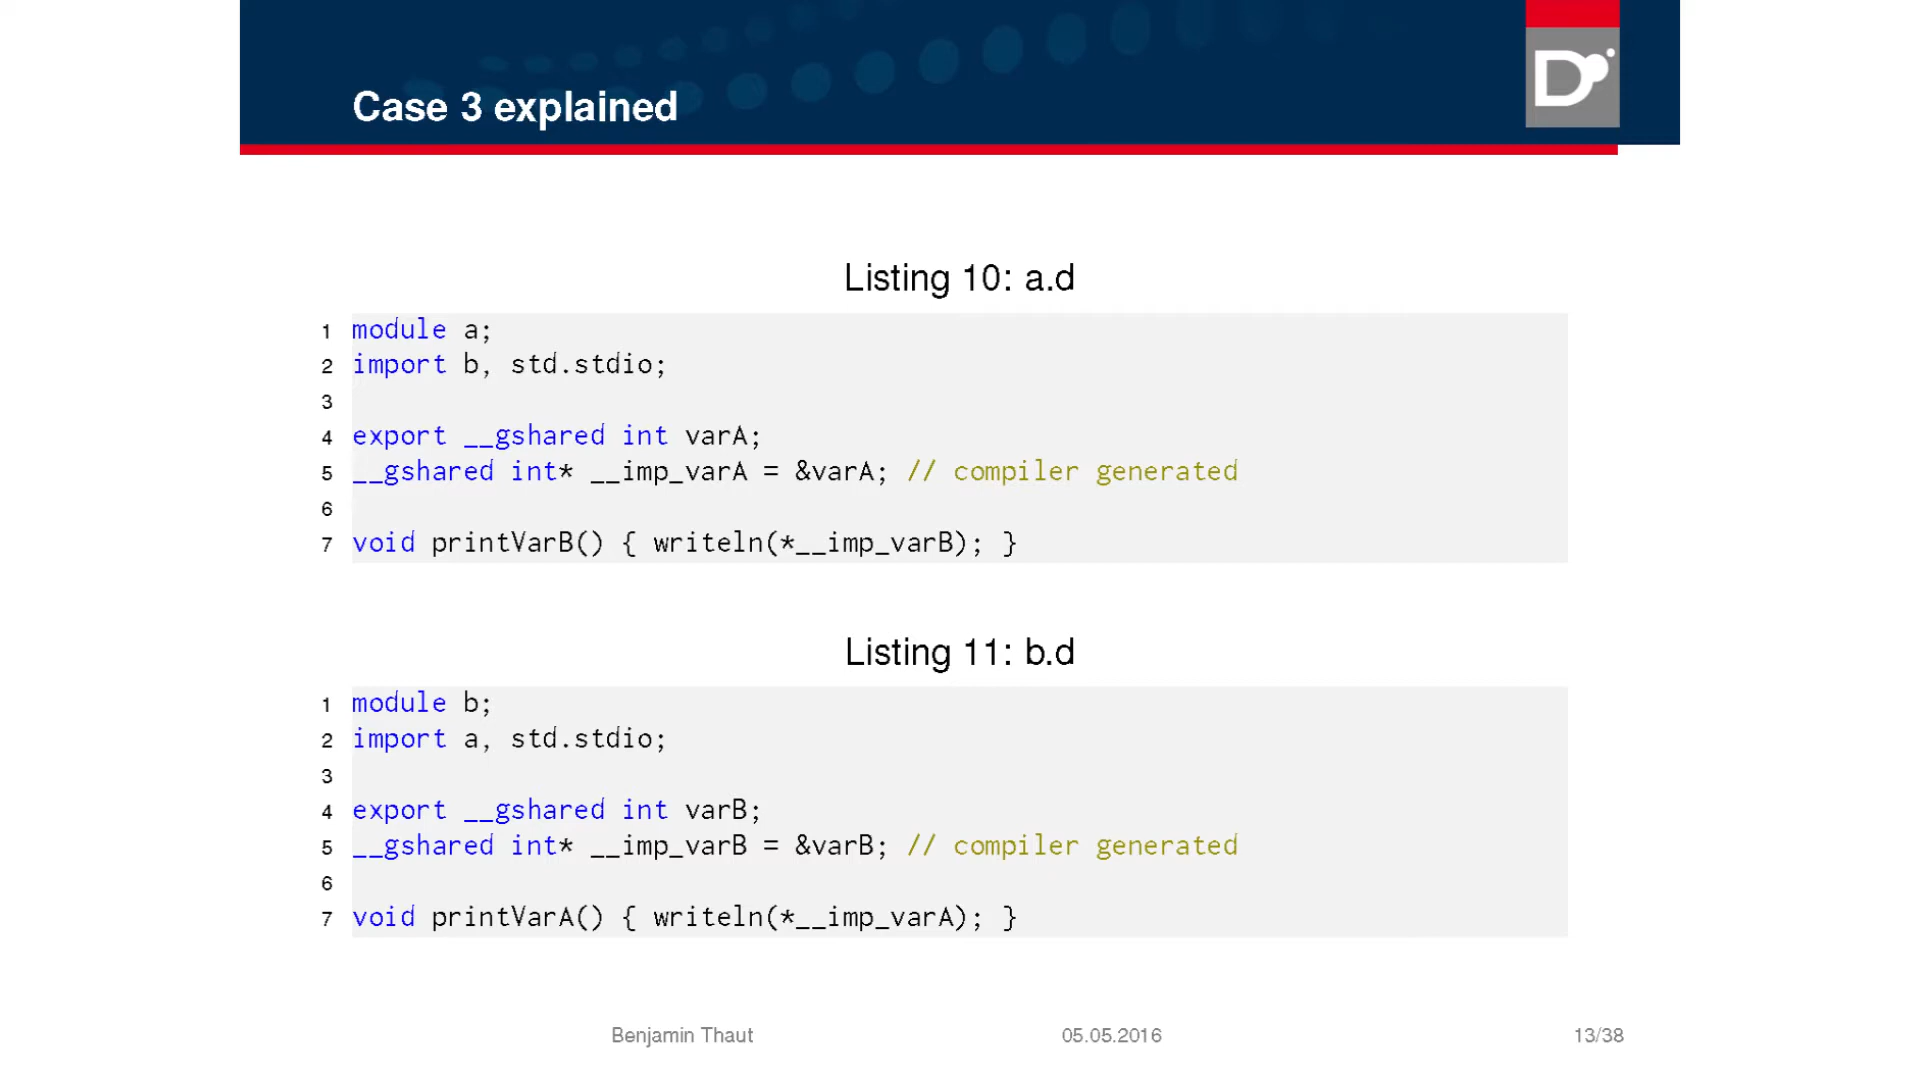 Case 3 explained
D
Listing 10: a.d
1 module a;
2 import b, std.stdio;
3
4 export __gshared int varA;
5 __gshared int* __imp_varA = &varA; // compiler generated
6
7 void printVarB() { writeln(*__imp_varB); }
Listing 11: b.d
1 module b;
2 import a, std.stdio;
3
4 export __gshared int varB;
5 __gshared int* __imp_varB = &varB; // compiler generated
6
7 void printVarA() { writeln(*__imp_varA); }
Benjamin Thaut 05.05.2016 13/38